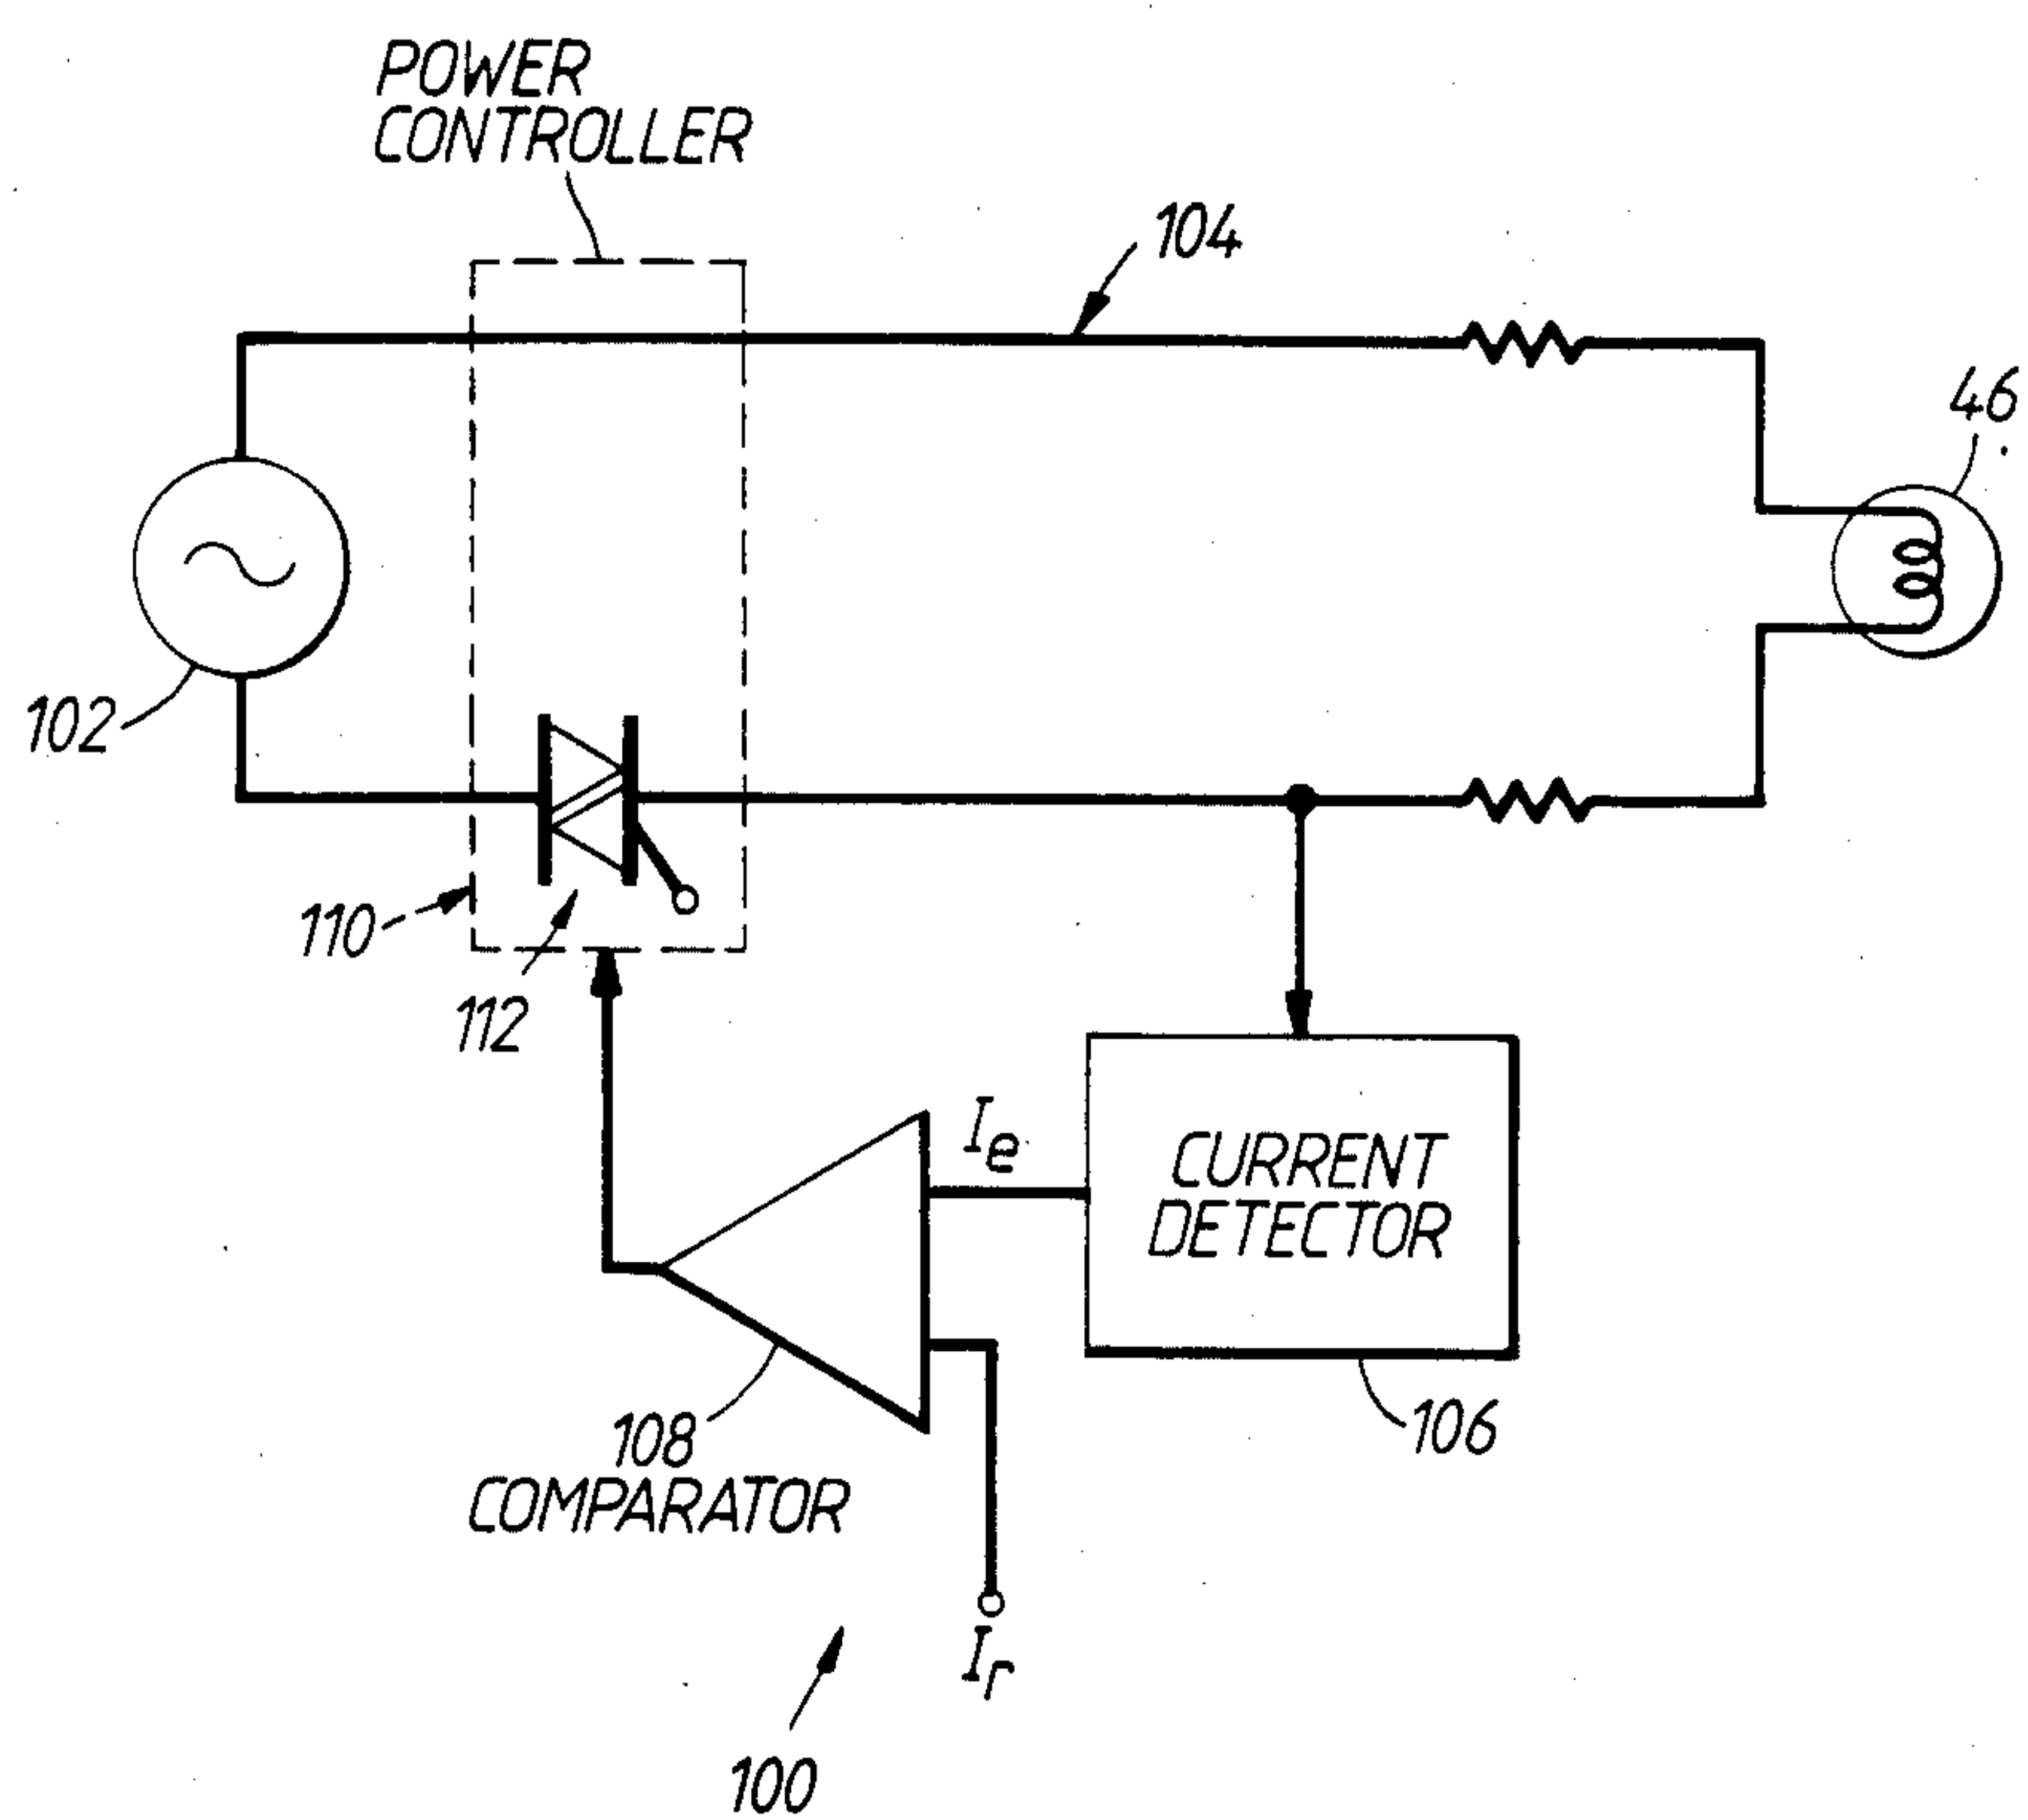 POWER
CONTROLLER
104
46
102
110
112
Ie
CURRENT
DETECTOR
108
COMPARATOR
106
Ir
100